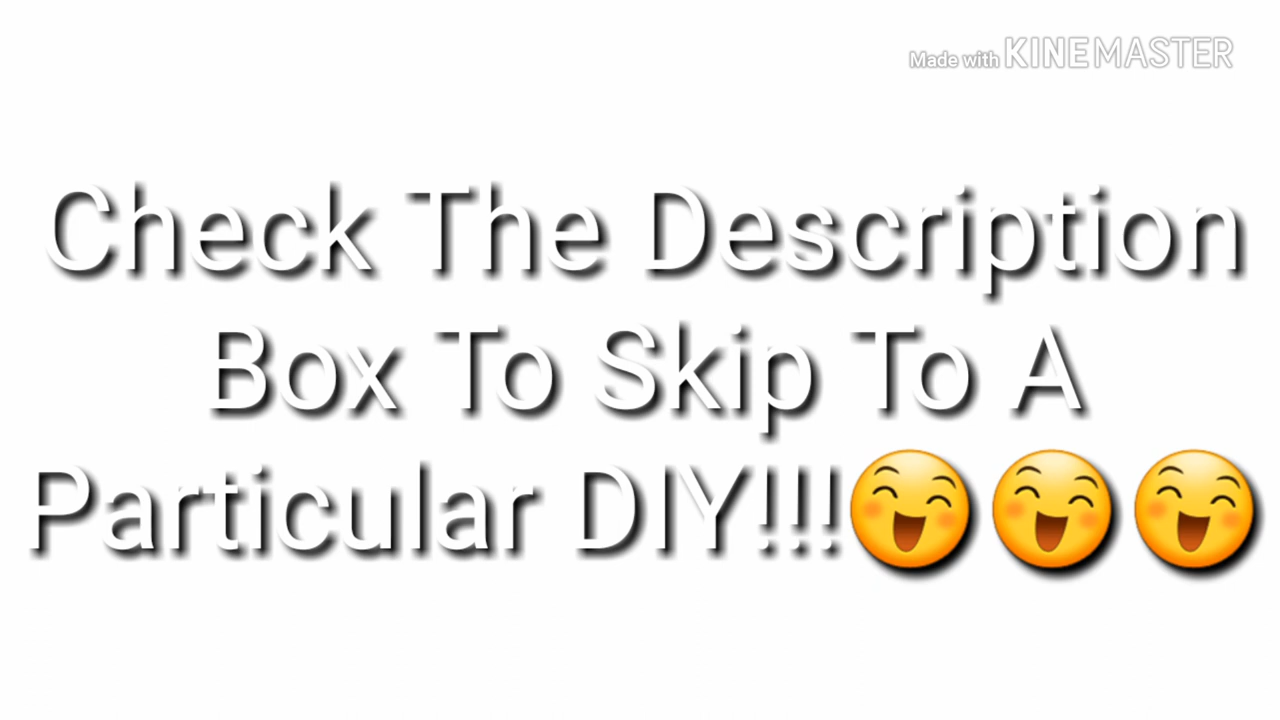 Made with KINEMASTER
Check The Description
Box To Skip To A
Particular DIY!!!😄😄😄